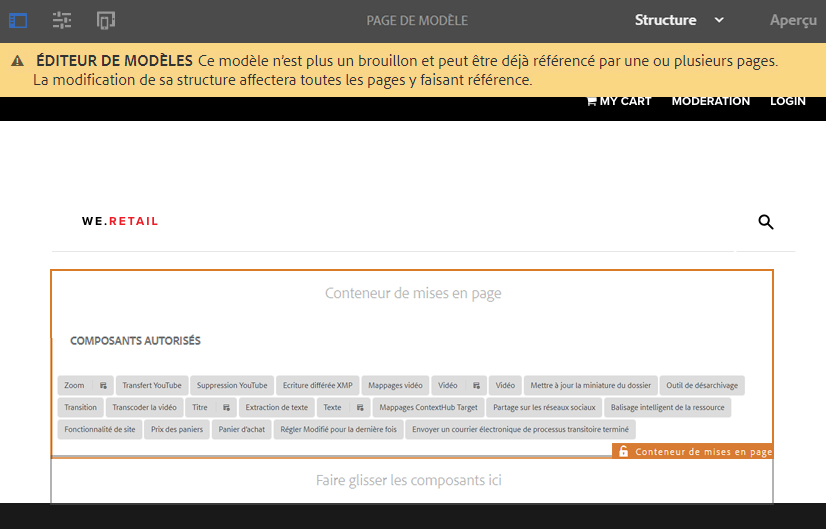 PAGE DE MODÈLE Structure Aperçu
ÉDITEUR DE MODÈLES Ce modèle n’est plus un brouillon et peut être déjà référencé par une ou plusieurs pages.
La modification de sa structure affectera toutes les pages y faisant référence.
MY CART MODERATION LOGIN
WE.RETAIL
Conteneur de mises en page
COMPOSANTS AUTORISÉS
Zoom Transfert YouTube Suppression YouTube Ecriture différée XMP Mappages vidéo Vidéo Vidéo Mettre à jour la miniature du dossier Outil de désarchivage
Transition Transcoder la vidéo Titre Extraction de texte Texte Mappages ContextHub Target Partage sur les réseaux sociaux Balisage intelligent de la ressource
Fonctionnalité de site Prix des paniers Panier d’achat Régler Modifié pour la dernière fois Envoyer un courrier électronique de processus transitoire terminé
Conteneur de mises en page
Faire glisser les composants ici